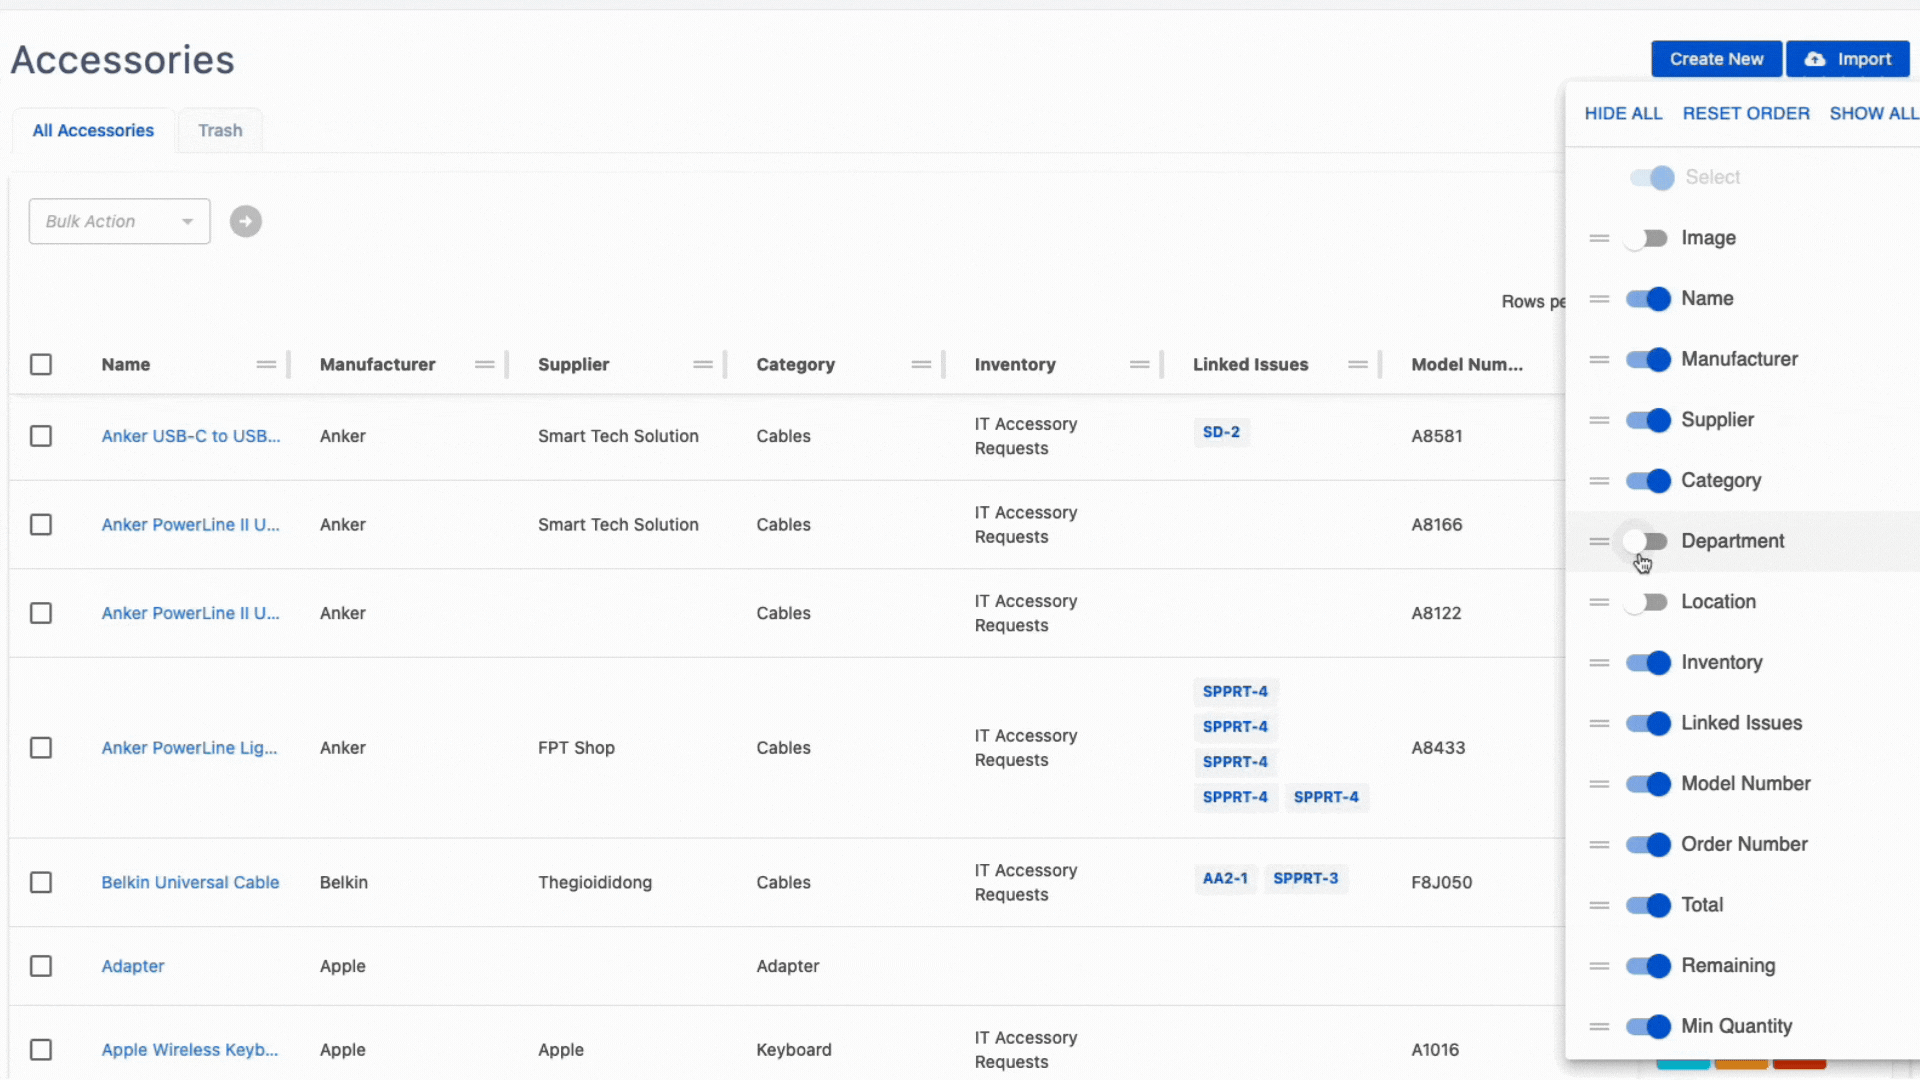 Accessories
Create New
Import
All Accessories
Trash
HIDE ALL
RESET ORDER
SHOW ALL
Bulk Action
Rows pe
Name
Manufacturer
Supplier
Category
Inventory
Linked Issues
Model Num...
Anker USB-C to USB...
Anker
Smart Tech Solution
Cables
IT Accessory
Requests
SD-2
A8581
Anker PowerLine II U...
Anker
Smart Tech Solution
Cables
IT Accessory
Requests
A8166
Anker PowerLine II U...
Anker
Cables
IT Accessory
Requests
A8122
Anker PowerLine Lig...
Anker
FPT Shop
Cables
IT Accessory
Requests
SPPRT-4
SPPRT-4
SPPRT-4
SPPRT-4 SPPRT-4
A8433
Belkin Universal Cable
Belkin
Thegioididong
Cables
IT Accessory
Requests
AA2-1 SPPRT-3
F8J050
Adapter
Apple
Adapter
Apple Wireless Keyb...
Apple
Apple
Keyboard
IT Accessory
Requests
A1016
Select
Image
Name
Manufacturer
Supplier
Category
Department
Location
Inventory
Linked Issues
Model Number
Order Number
Total
Remaining
Min Quantity